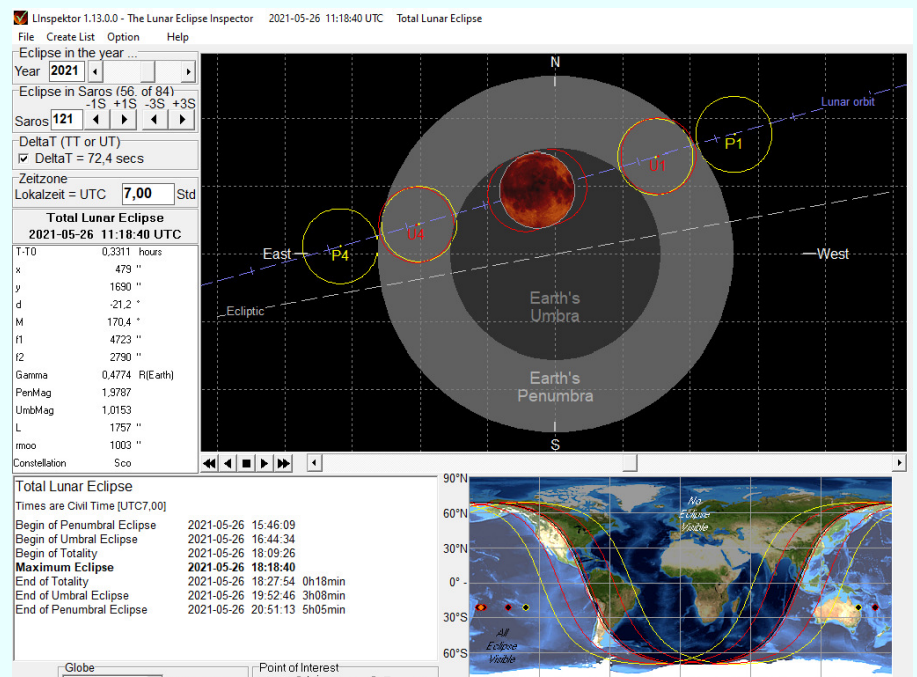 LInspektor 1.13.0.0 - The Lunar Eclipse Inspector 2021-05-26 11:18:40 UTC Total Lunar Eclipse
File Create List Option Help
Eclipse in the year ...
Year 2021
Eclipse in Saros (56. of 84)
-1S +1S -3S +3S
Saros 121
DeltaT (TT or UT)
DeltaT = 72,4 secs
Zeitzone
Lokalzeit = UTC 7,00 Std
Total Lunar Eclipse
2021-05-26 11:18:40 UTC
T-T0 0,3311 hours
x 479 "
y 1690 "
d -21,2 °
M 170,4 °
f1 4723 "
f2 2790 "
Gamma 0,4774 R(Earth)
PenMag 1,9787
UmbMag 1,0153
L 1757 "
rmoo 1003 "
Constellation Sco
N
Lunar orbit
P1
U1
U4
P4
East
West
Ecliptic
Earth's
Umbra
Earth's
Penumbra
S
Total Lunar Eclipse
Times are Civil Time [UTC7,00]
Begin of Penumbral Eclipse 2021-05-26 15:46:09
Begin of Umbral Eclipse 2021-05-26 16:44:34
Begin of Totality 2021-05-26 18:09:26
Maximum Eclipse 2021-05-26 18:18:40
End of Totality 2021-05-26 18:27:54 0h18min
End of Umbral Eclipse 2021-05-26 19:52:46 3h08min
End of Penumbral Eclipse 2021-05-26 20:51:13 5h05min
90°N
60°N
30°N
0° -
30°S
60°S
No
Eclipse
Visible
All
Eclipse
Visible
Globe
Point of Interest